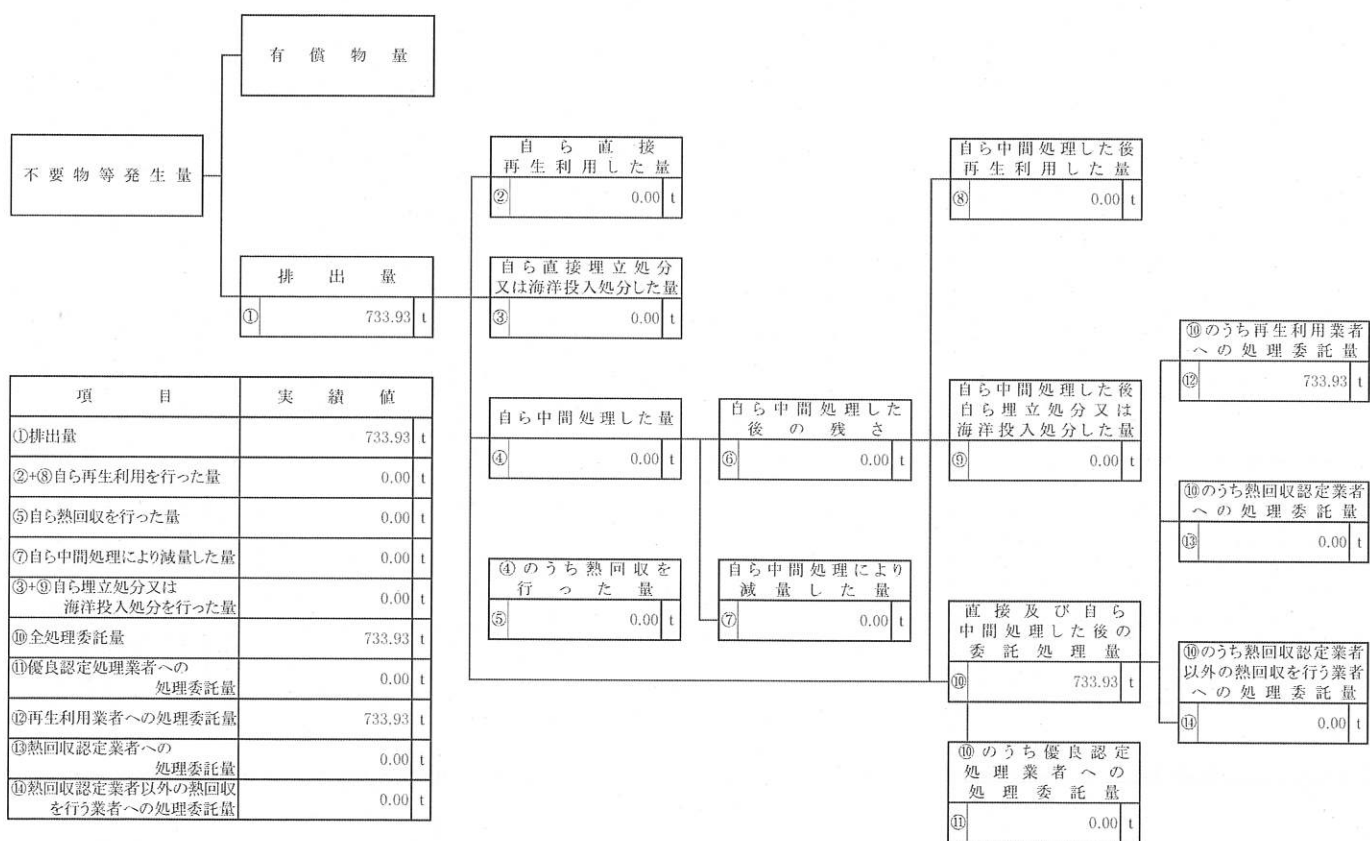 有償物量
不要物等発生量
排出量
① 733.93 t
自ら直接
再生利用した量
② 0.00 t
自ら直接埋立処分
又は海洋投入処分した量
③ 0.00 t
自ら中間処理した量
④ 0.00 t
④のうち熱回収を
行った量
⑤ 0.00 t
自ら中間処理した
後の残さ
⑥ 0.00 t
自ら中間処理により
減量した量
⑦ 0.00 t
自ら中間処理した後
再生利用した量
⑧ 0.00 t
自ら中間処理した後
自ら埋立処分又は
海洋投入処分した量
⑨ 0.00 t
直接及び自ら
中間処理した後の
委託処理量
⑩ 733.93 t
⑩のうち優良認定
処理業者への
処理委託量
⑪ 0.00 t
⑩のうち再生利用業者
への処理委託量
⑫ 733.93 t
⑩のうち熱回収認定業者
への処理委託量
⑬ 0.00 t
⑩のうち熱回収認定業者
以外の熱回収を行う業者
への処理委託量
⑭ 0.00 t
項目 実績値
①排出量 733.93 t
②+⑧自ら再生利用を行った量 0.00 t
⑤自ら熱回収を行った量 0.00 t
⑦自ら中間処理により減量した量 0.00 t
③+⑨自ら埋立処分又は
海洋投入処分を行った量 0.00 t
⑩全処理委託量 733.93 t
⑪優良認定処理業者への
処理委託量 0.00 t
⑫再生利用業者への処理委託量 733.93 t
⑬熱回収認定業者への
処理委託量 0.00 t
⑭熱回収認定業者以外の熱回収
を行う業者への処理委託量 0.00 t